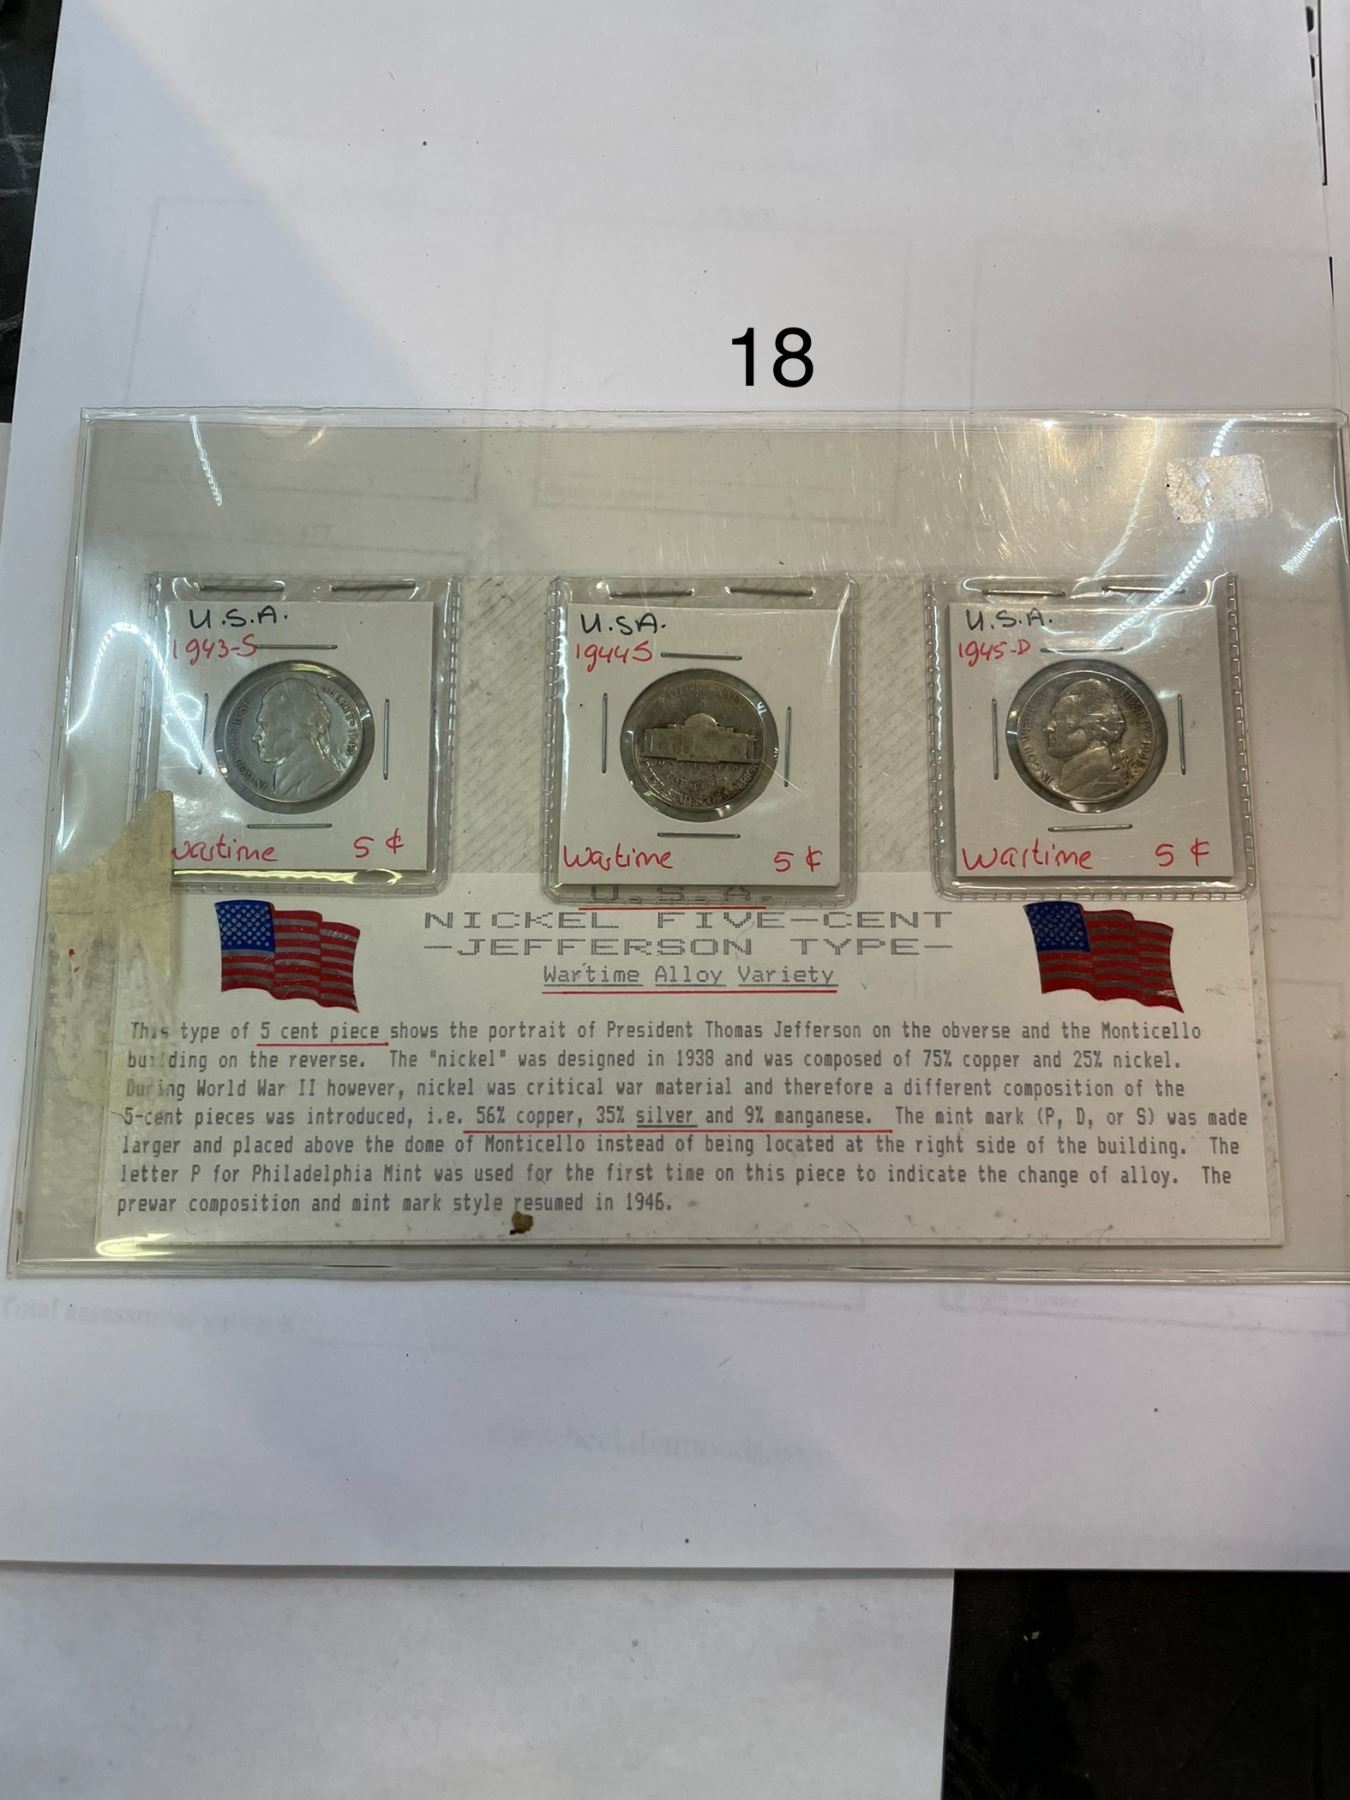 18
U.S.A.
1943-S
Wartime 5 ¢
U.S.A.
1944 S
Wartime 5 ¢
U.S.A.
1945-D
Wartime 5 ¢
U.S.A.
NICKEL FIVE-CENT
-JEFFERSON TYPE-
Wartime Alloy Variety
This type of 5 cent piece shows the portrait of President Thomas Jefferson on the obverse and the Monticello
building on the reverse. The "nickel" was designed in 1938 and was composed of 75% copper and 25% nickel.
During World War II however, nickel was critical war material and therefore a different composition of the
5-cent pieces was introduced, i.e. 56% copper, 35% silver and 9% manganese. The mint mark (P, D, or S) was made
larger and placed above the dome of Monticello instead of being located at the right side of the building. The
letter P for Philadelphia Mint was used for the first time on this piece to indicate the change of alloy. The
prewar composition and mint mark style resumed in 1946.